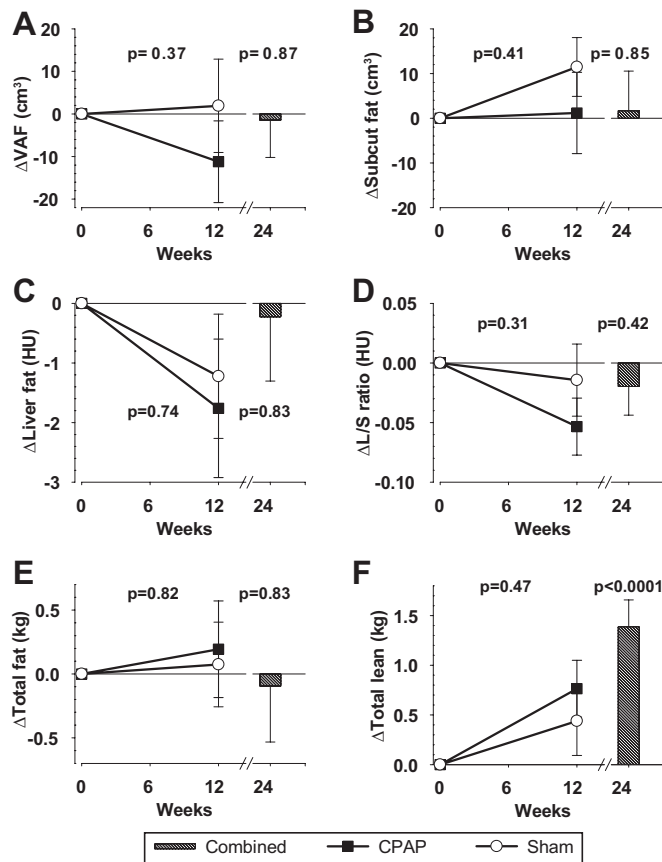 A
p= 0.37
p= 0.87
ΔVAF (cm³)
20
10
0
-10
-20
0
6
12
24
Weeks
B
p=0.41
p= 0.85
ΔSubcut fat (cm³)
20
10
0
-10
20
0
6
12
24
Weeks
C
p=0.74
p=0.83
ΔLiver fat (HU)
0
-1
-2
-3
0
6
12
24
Weeks
D
p=0.31
p=0.42
ΔL/S ratio (HU)
0.05
0.00
-0.05
-0.10
0
6
12
24
Weeks
E
p=0.82
p=0.83
ΔTotal fat (kg)
0.5
0.0
-0.5
0
6
12
24
Weeks
F
p=0.47
p<0.0001
ΔTotal lean (kg)
1.5
1.0
0.5
0.0
0
6
12
24
Weeks
Combined
CPAP
Sham